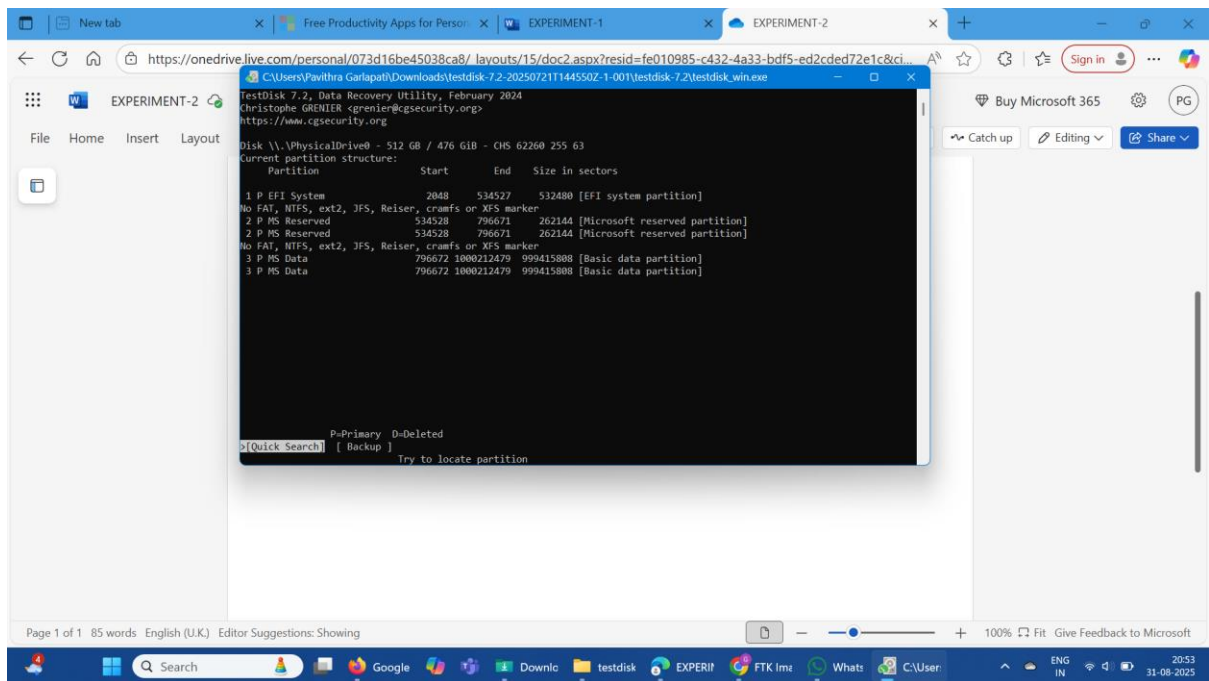 New tab
Free Productivity Apps for Person
EXPERIMENT-1
EXPERIMENT-2
https://onedrive.live.com/personal/073d16be45038ca8/_layouts/15/doc2.aspx?resid=fe010985-c432-4a33-bdf5-ed2cded72e1c&ci...
Sign in
C:\Users\Pavithra Garlapati\Downloads\testdisk-7.2-20250721T144550Z-1-001\testdisk-7.2\testdisk_win.exe
EXPERIMENT-2
Buy Microsoft 365
PG
File Home Insert Layout
Catch up
Editing
Share
TestDisk 7.2, Data Recovery Utility, February 2024
Christophe GRENIER <grenier@cgsecurity.org>
https://www.cgsecurity.org
Disk \\.\PhysicalDrive0 - 512 GB / 476 GiB - CHS 62260 255 63
Current partition structure:
Partition Start End Size in sectors
1 P EFI System 2048 534527 532480 [EFI system partition]
No FAT, NTFS, ext2, JFS, Reiser, cramfs or XFS marker
2 P MS Reserved 534528 796671 262144 [Microsoft reserved partition]
2 P MS Reserved 534528 796671 262144 [Microsoft reserved partition]
No FAT, NTFS, ext2, JFS, Reiser, cramfs or XFS marker
3 P MS Data 796672 1000212479 999415808 [Basic data partition]
3 P MS Data 796672 1000212479 999415808 [Basic data partition]
P=Primary D=Deleted
>[Quick Search] [ Backup ]
Try to locate partition
Page 1 of 1 85 words English (U.K.) Editor Suggestions: Showing
100% Fit Give Feedback to Microsoft
4
Search
Google
Downlc
testdisk
EXPERIM
FTK Ima
Whats
C:\User:
ENG
IN
20:53
31-08-2025